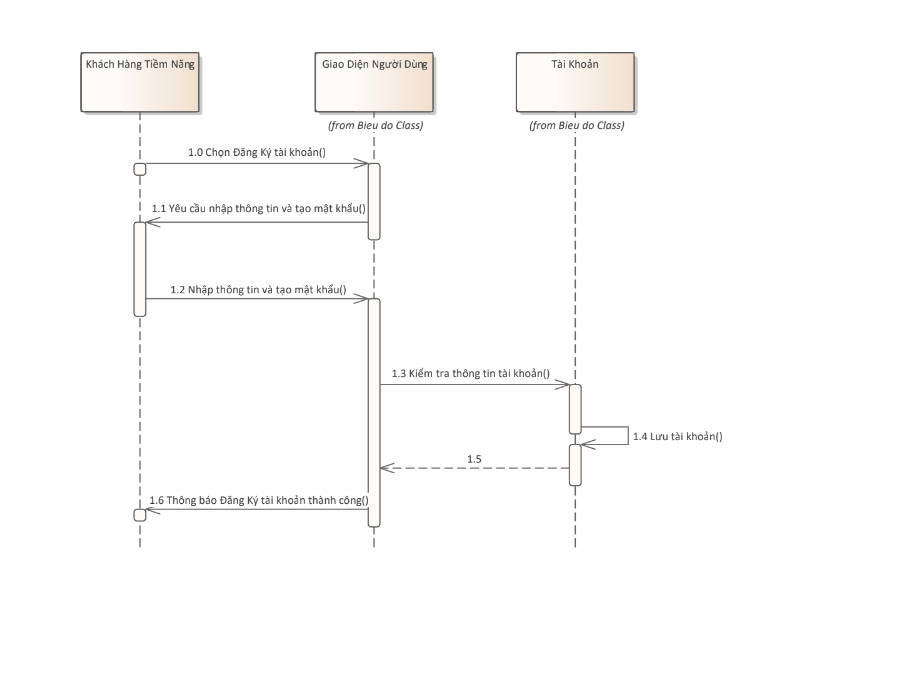 Khách Hàng Tiềm Năng
Giao Diện Người Dùng
Tài Khoản
(from Bieu do Class)
(from Bieu do Class)
1.0 Chọn Đăng Ký tài khoản()
1.1 Yêu cầu nhập thông tin và tạo mật khẩu()
1.2 Nhập thông tin và tạo mật khẩu()
1.3 Kiểm tra thông tin tài khoản()
1.4 Lưu tài khoản()
1.5
1.6 Thông báo Đăng Ký tài khoản thành công()